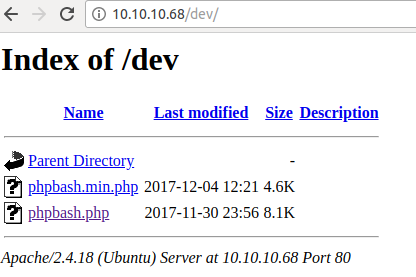 10.10.10.68/dev/
Index of /dev
Name Last modified Size Description
Parent Directory -
phpbash.min.php 2017-12-04 12:21 4.6K
phpbash.php 2017-11-30 23:56 8.1K
Apache/2.4.18 (Ubuntu) Server at 10.10.10.68 Port 80